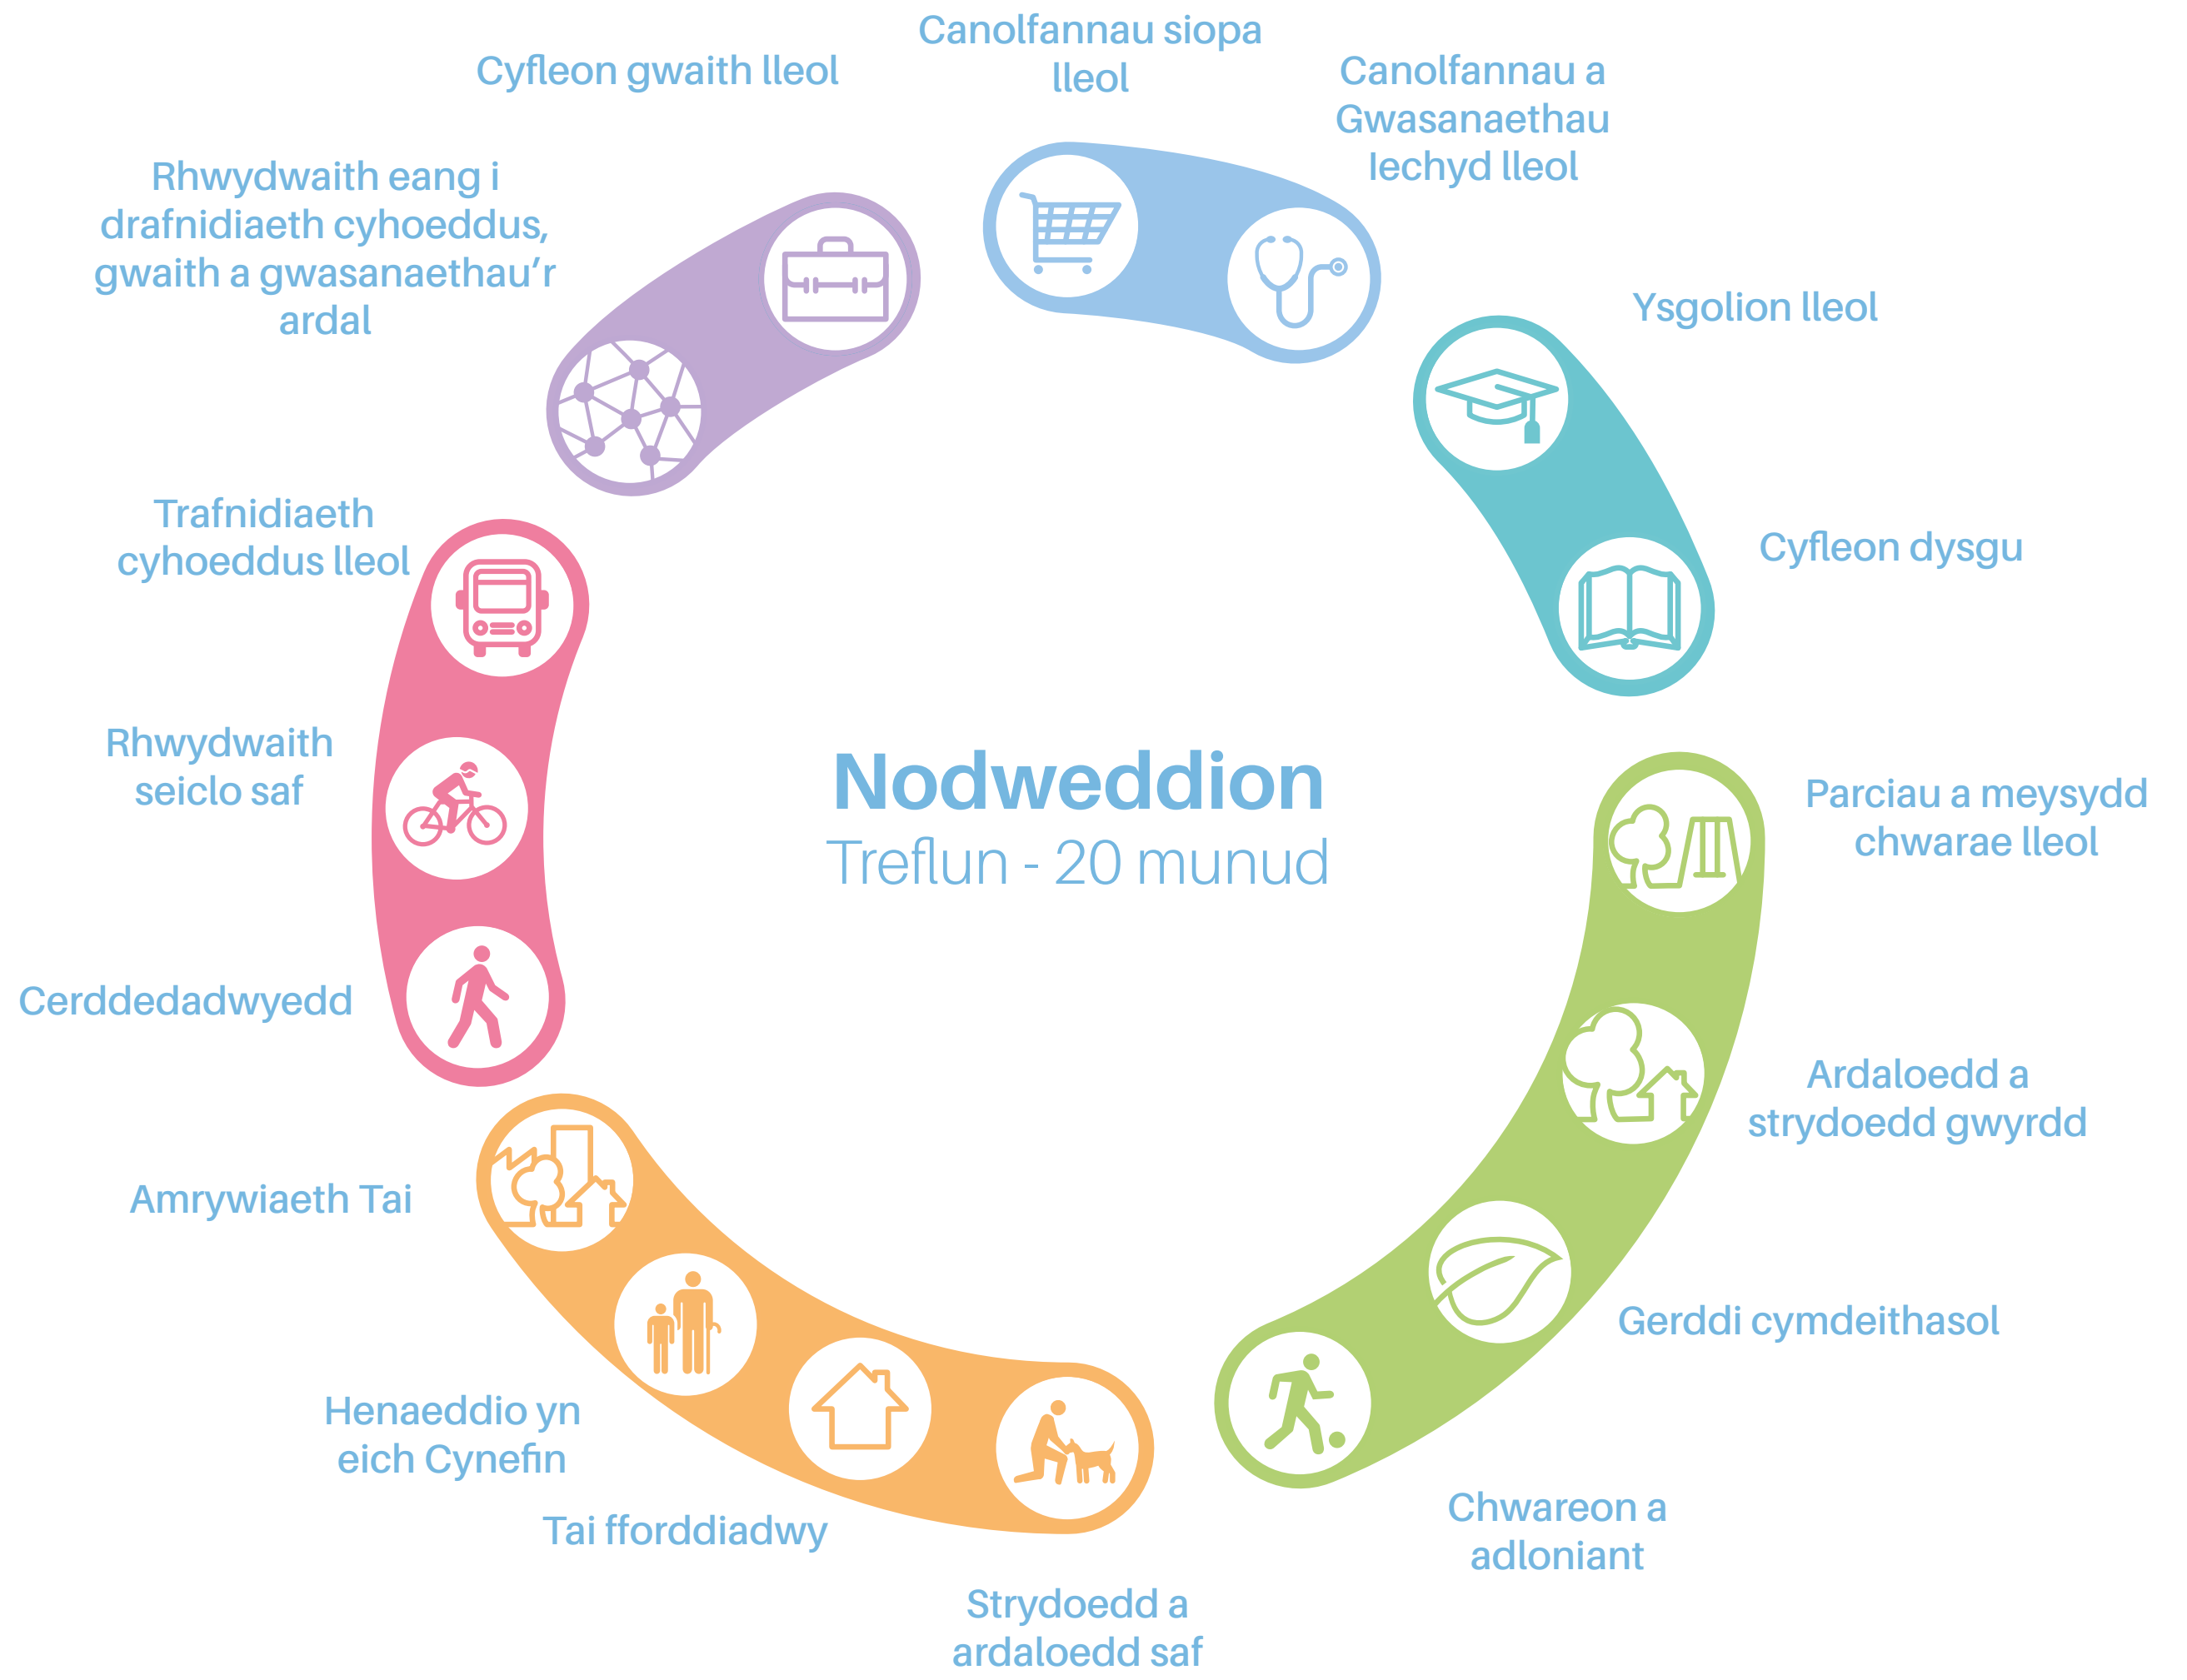 Canolfannau siopa
lleol
Cyfleon gwaith lleol
Canolfannau a
Gwasanaethau
Iechyd lleol
Rhwydwaith eang i
drafnidiaeth cyhoeddus,
gwaith a gwasanaethau’r
ardal
Ysgolion lleol
Trafnidiaeth
cyhoeddus lleol
Cyfleon dysgu
Rhwydwaith
seiclo saf
Nodweddion
Treflun - 20 munud
Parciau a meysydd
chwarae lleol
Cerddedadwyedd
Ardaloedd a
strydoedd gwyrdd
Amrywiaeth Tai
Gerddi cymdeithasol
Henaeddio yn
eich Cynefin
Tai fforddiadwy
Chwareon a
adloniant
Strydoedd a
ardaloedd saf